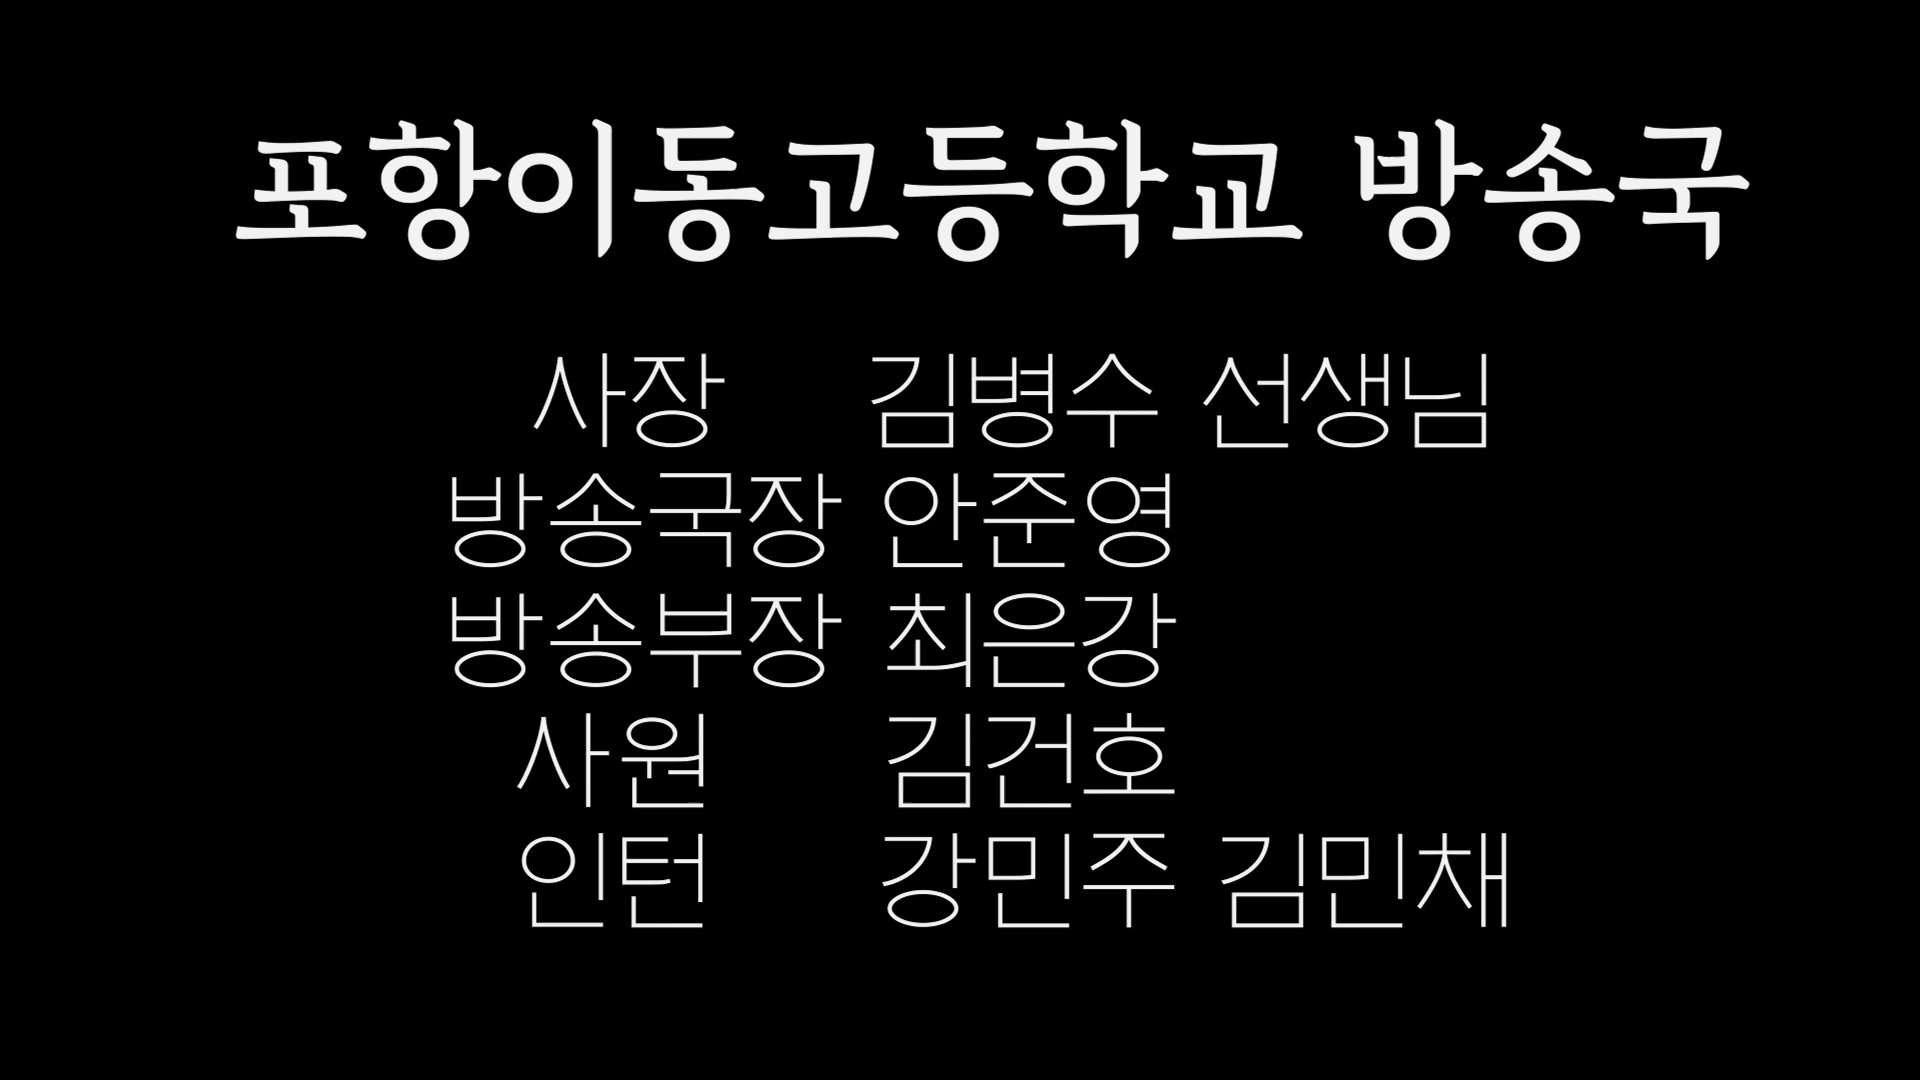 포항이동고등학교 방송국
사장 김병수 선생님
방송국장 안준영
방송부장 최은강
사원 김건호
인턴 강민주 김민채